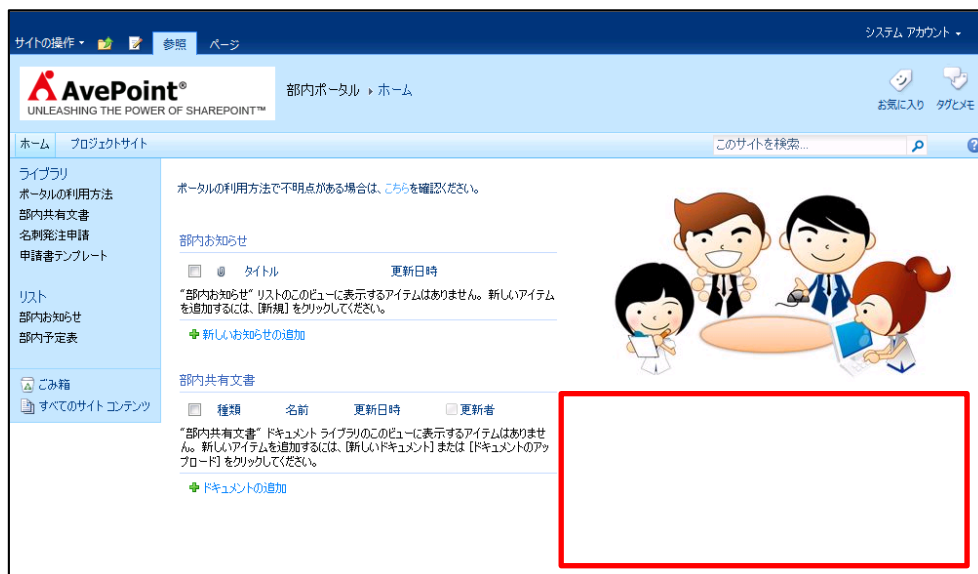 システム アカウント
サイトの操作
参照
ページ
AvePoint®
UNLEASHING THE POWER OF SHAREPOINT™
部内ポータル ▸ ホーム
お気に入り
タグとメモ
ホーム
プロジェクトサイト
このサイトを検索...
ライブラリ
ポータルの利用方法
部内共有文書
名刺発注申請
申請書テンプレート
リスト
部内お知らせ
部内予定表
ごみ箱
すべてのサイト コンテンツ
ポータルの利用方法で不明点がある場合は、こちらを確認ください。
部内お知らせ
タイトル
更新日時
"部内お知らせ" リストのこのビューに表示するアイテムはありません。新しいアイテム
を追加するには、[新規] をクリックしてください。
新しいお知らせの追加
部内共有文書
種類
名前
更新日時
更新者
"部内共有文書" ドキュメント ライブラリのこのビューに表示するアイテムはありませ
ん。新しいアイテムを追加するには、[新しいドキュメント] または [ドキュメントのアッ
プロード] をクリックしてください。
ドキュメントの追加